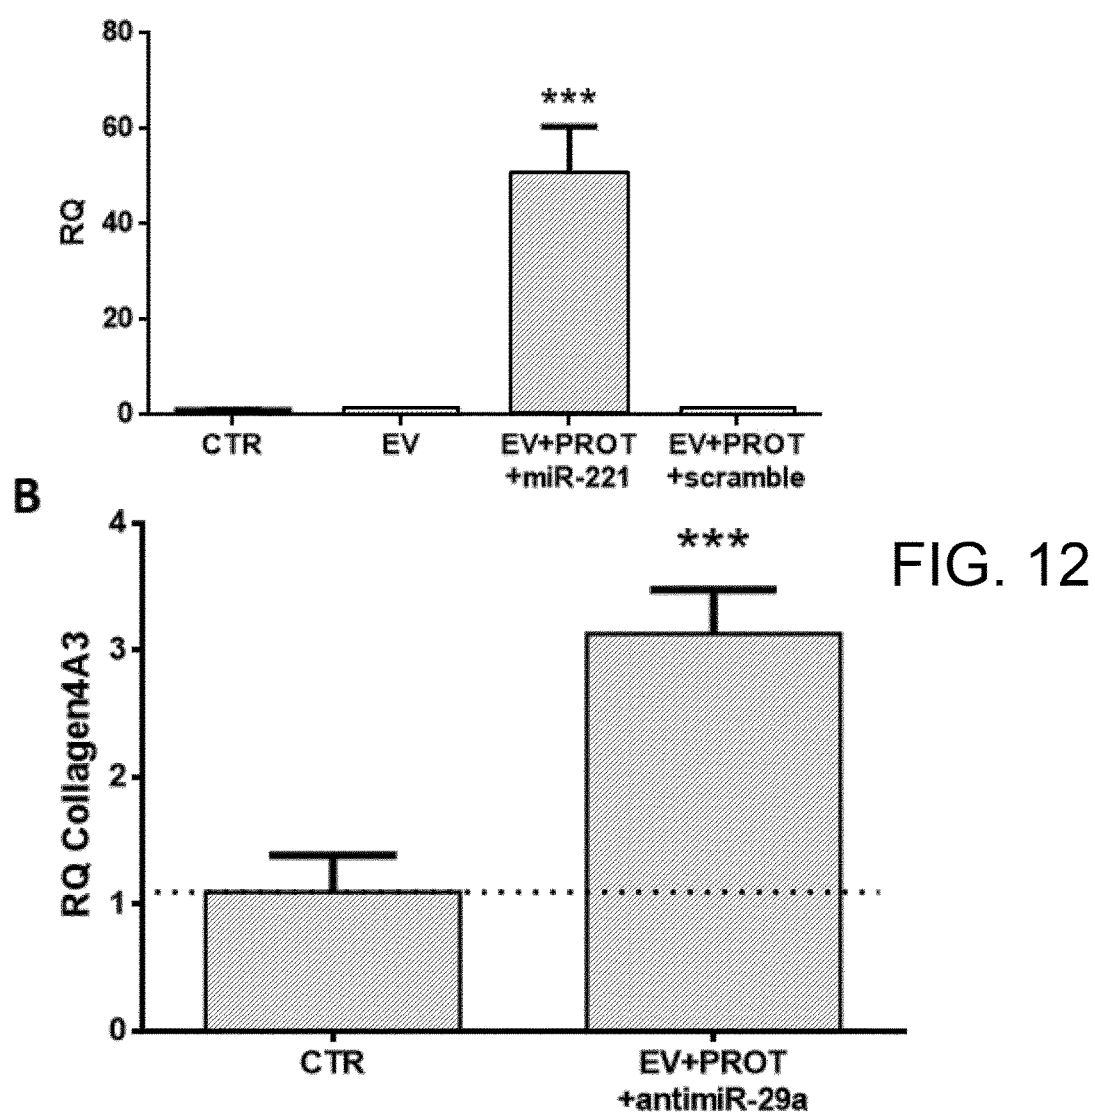 80
60
40
20
0
RQ
***
CTR
EV
EV+PROT
+miR-221
EV+PROT
+scramble
B
4
3
2
1
0
RQ Collagen4A3
***
FIG. 12
CTR
EV+PROT
+antimiR-29a